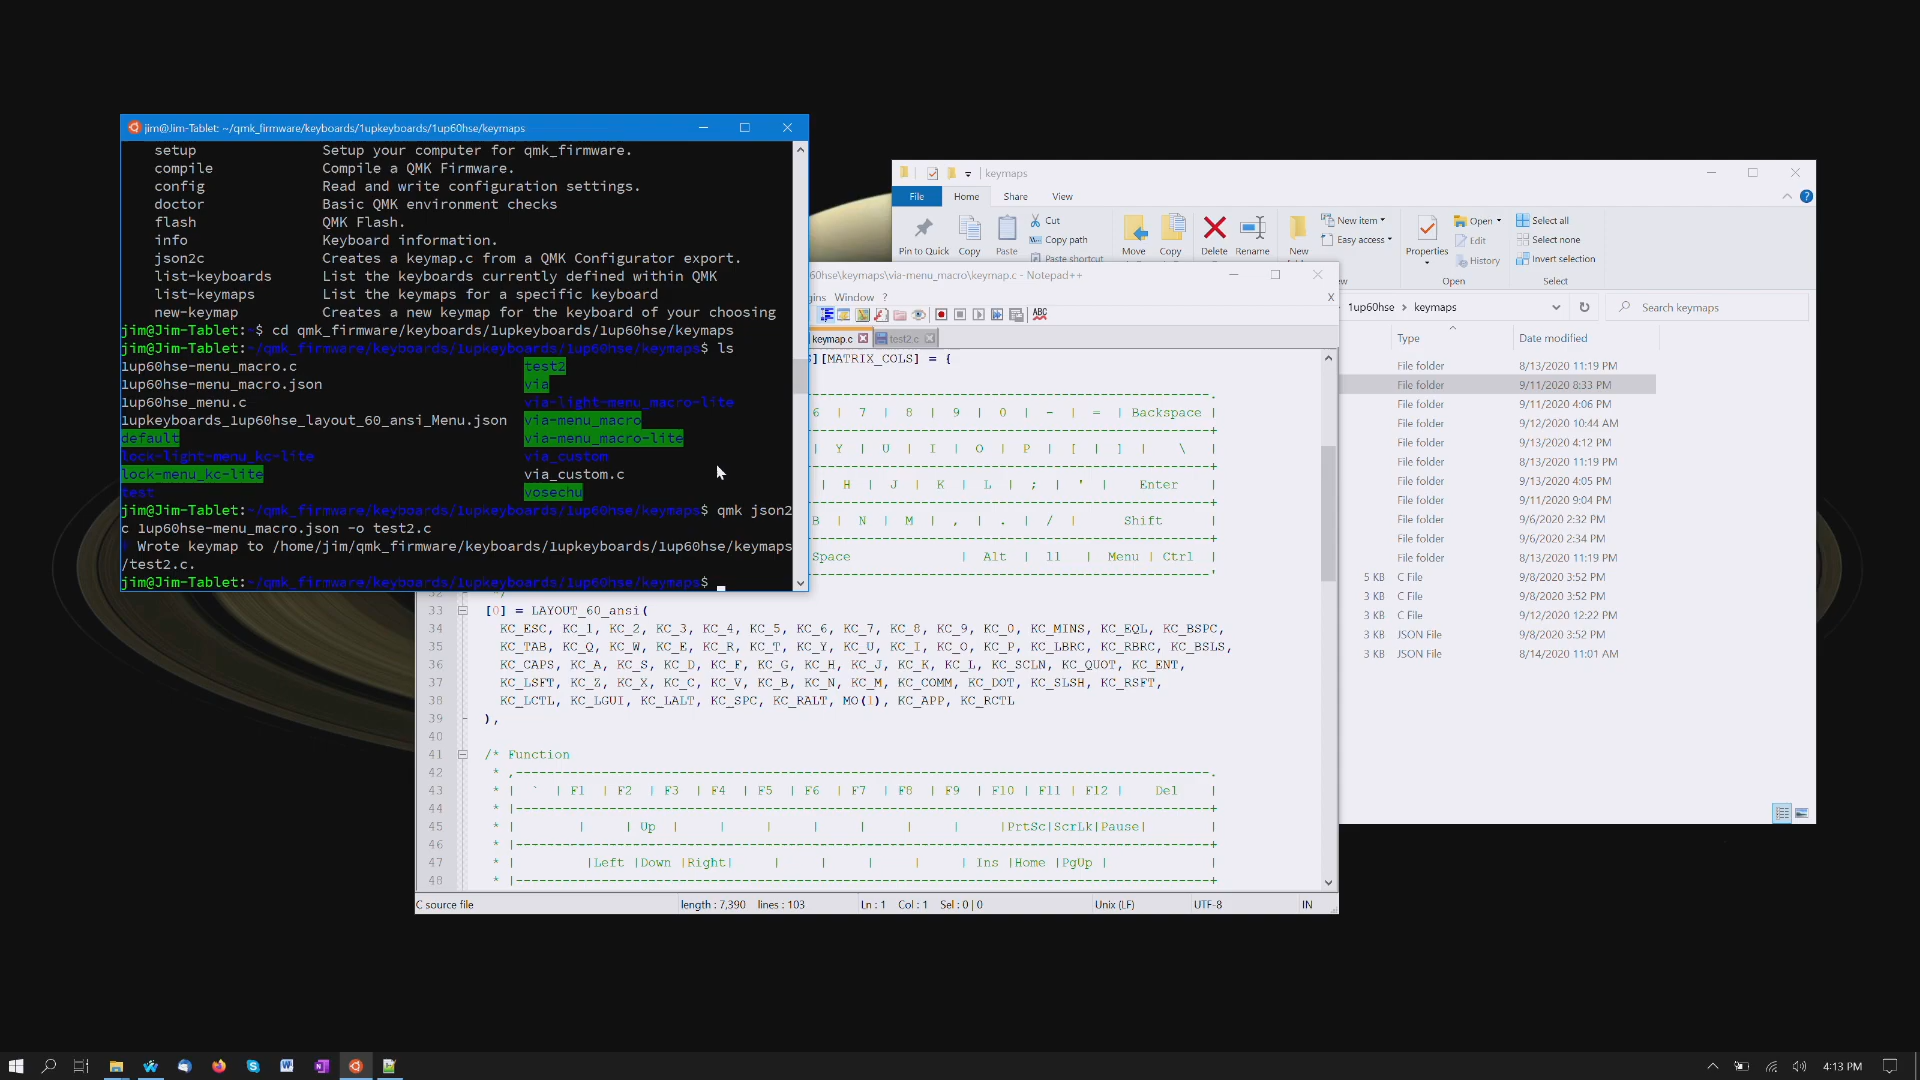 jim@Jim-Tablet: ~/qmk_firmware/keyboards/1upkeyboards/1up60hse/keymaps
setup Setup your computer for qmk_firmware.
compile Compile a QMK Firmware.
config Read and write configuration settings.
doctor Basic QMK environment checks
flash QMK Flash.
info Keyboard information.
json2c Creates a keymap.c from a QMK Configurator export.
list-keyboards List the keyboards currently defined within QMK
list-keymaps List the keymaps for a specific keyboard
new-keymap Creates a new keymap for the keyboard of your choosing
jim@Jim-Tablet:~$ cd qmk_firmware/keyboards/1upkeyboards/1up60hse/keymaps
jim@Jim-Tablet:~/qmk_firmware/keyboards/1upkeyboards/1up60hse/keymaps$ ls
1up60hse-menu_macro.c test2
1up60hse-menu_macro.json via
1up60hse_menu.c via-light-menu_macro-lite
1upkeyboards_1up60hse_layout_60_ansi_Menu.json via-menu_macro
default via-menu_macro-lite
lock-light-menu_kc-lite via_custom
lock-menu_kc-lite via_custom.c
test vosechu
jim@Jim-Tablet:~/qmk_firmware/keyboards/1upkeyboards/1up60hse/keymaps$ qmk json2
c 1up60hse-menu_macro.json -o test2.c
Wrote keymap to /home/jim/qmk_firmware/keyboards/1upkeyboards/1up60hse/keymaps
/test2.c.
jim@Jim-Tablet:~/qmk_firmware/keyboards/1upkeyboards/1up60hse/keymaps$
keymaps
File Home Share View
Pin to Quick Copy Paste
Cut
Copy path
Paste shortcut
Move Copy Delete Rename New
New item
Easy access
Properties
Open
Edit
History
Open
Select all
Select none
Invert selection
Select
1up60hse > keymaps
Search keymaps
Type Date modified
File folder 8/13/2020 11:19 PM
File folder 9/11/2020 8:33 PM
File folder 9/11/2020 4:06 PM
File folder 9/12/2020 10:44 AM
File folder 9/13/2020 4:12 PM
File folder 8/13/2020 11:19 PM
File folder 9/13/2020 4:05 PM
File folder 9/11/2020 9:04 PM
File folder 9/6/2020 2:32 PM
File folder 9/6/2020 2:34 PM
File folder 8/13/2020 11:19 PM
5 KB C File 9/8/2020 3:52 PM
3 KB C File 9/8/2020 3:52 PM
3 KB C File 9/12/2020 12:22 PM
3 KB JSON File 9/8/2020 3:52 PM
3 KB JSON File 8/14/2020 11:01 AM
60hse\keymaps\via-menu_macro\keymap.c - Notepad++
gins Window ? X
ABC
keymap.c test2.c
S][MATRIX_COLS] = {
--------------------------------------------------.
6 | 7 | 8 | 9 | 0 | - | = | Backspace |
--------------------------------------------------+
| Y | U | I | O | P | [ | ] | \ |
--------------------------------------------------+
| H | J | K | L | ; | ' | Enter |
--------------------------------------------------+
B | N | M | , | . | / | Shift |
--------------------------------------------------+
Space | Alt | l1 | Menu | Ctrl |
--------------------------------------------------'
32 */
33 [0] = LAYOUT_60_ansi(
34 KC_ESC, KC_1, KC_2, KC_3, KC_4, KC_5, KC_6, KC_7, KC_8, KC_9, KC_0, KC_MINS, KC_EQL, KC_BSPC,
35 KC_TAB, KC_Q, KC_W, KC_E, KC_R, KC_T, KC_Y, KC_U, KC_I, KC_O, KC_P, KC_LBRC, KC_RBRC, KC_BSLS,
36 KC_CAPS, KC_A, KC_S, KC_D, KC_F, KC_G, KC_H, KC_J, KC_K, KC_L, KC_SCLN, KC_QUOT, KC_ENT,
37 KC_LSFT, KC_Z, KC_X, KC_C, KC_V, KC_B, KC_N, KC_M, KC_COMM, KC_DOT, KC_SLSH, KC_RSFT,
38 KC_LCTL, KC_LGUI, KC_LALT, KC_SPC, KC_RALT, MO(1), KC_APP, KC_RCTL
39 ),
40
41 /* Function
42 * ,-----------------------------------------------------------------------------------------.
43 * | ` | F1 | F2 | F3 | F4 | F5 | F6 | F7 | F8 | F9 | F10 | F11 | F12 | Del |
44 * |-----------------------------------------------------------------------------------------+
45 * | | | Up | | | | | | | |PrtSc|ScrLk|Pause| |
46 * |-----------------------------------------------------------------------------------------+
47 * | |Left |Down |Right| | | | | | Ins |Home |PgUp | |
48 * |-----------------------------------------------------------------------------------------+
C source file length : 7,390 lines : 103 Ln : 1 Col : 1 Sel : 0 | 0 Unix (LF) UTF-8 IN
4:13 PM